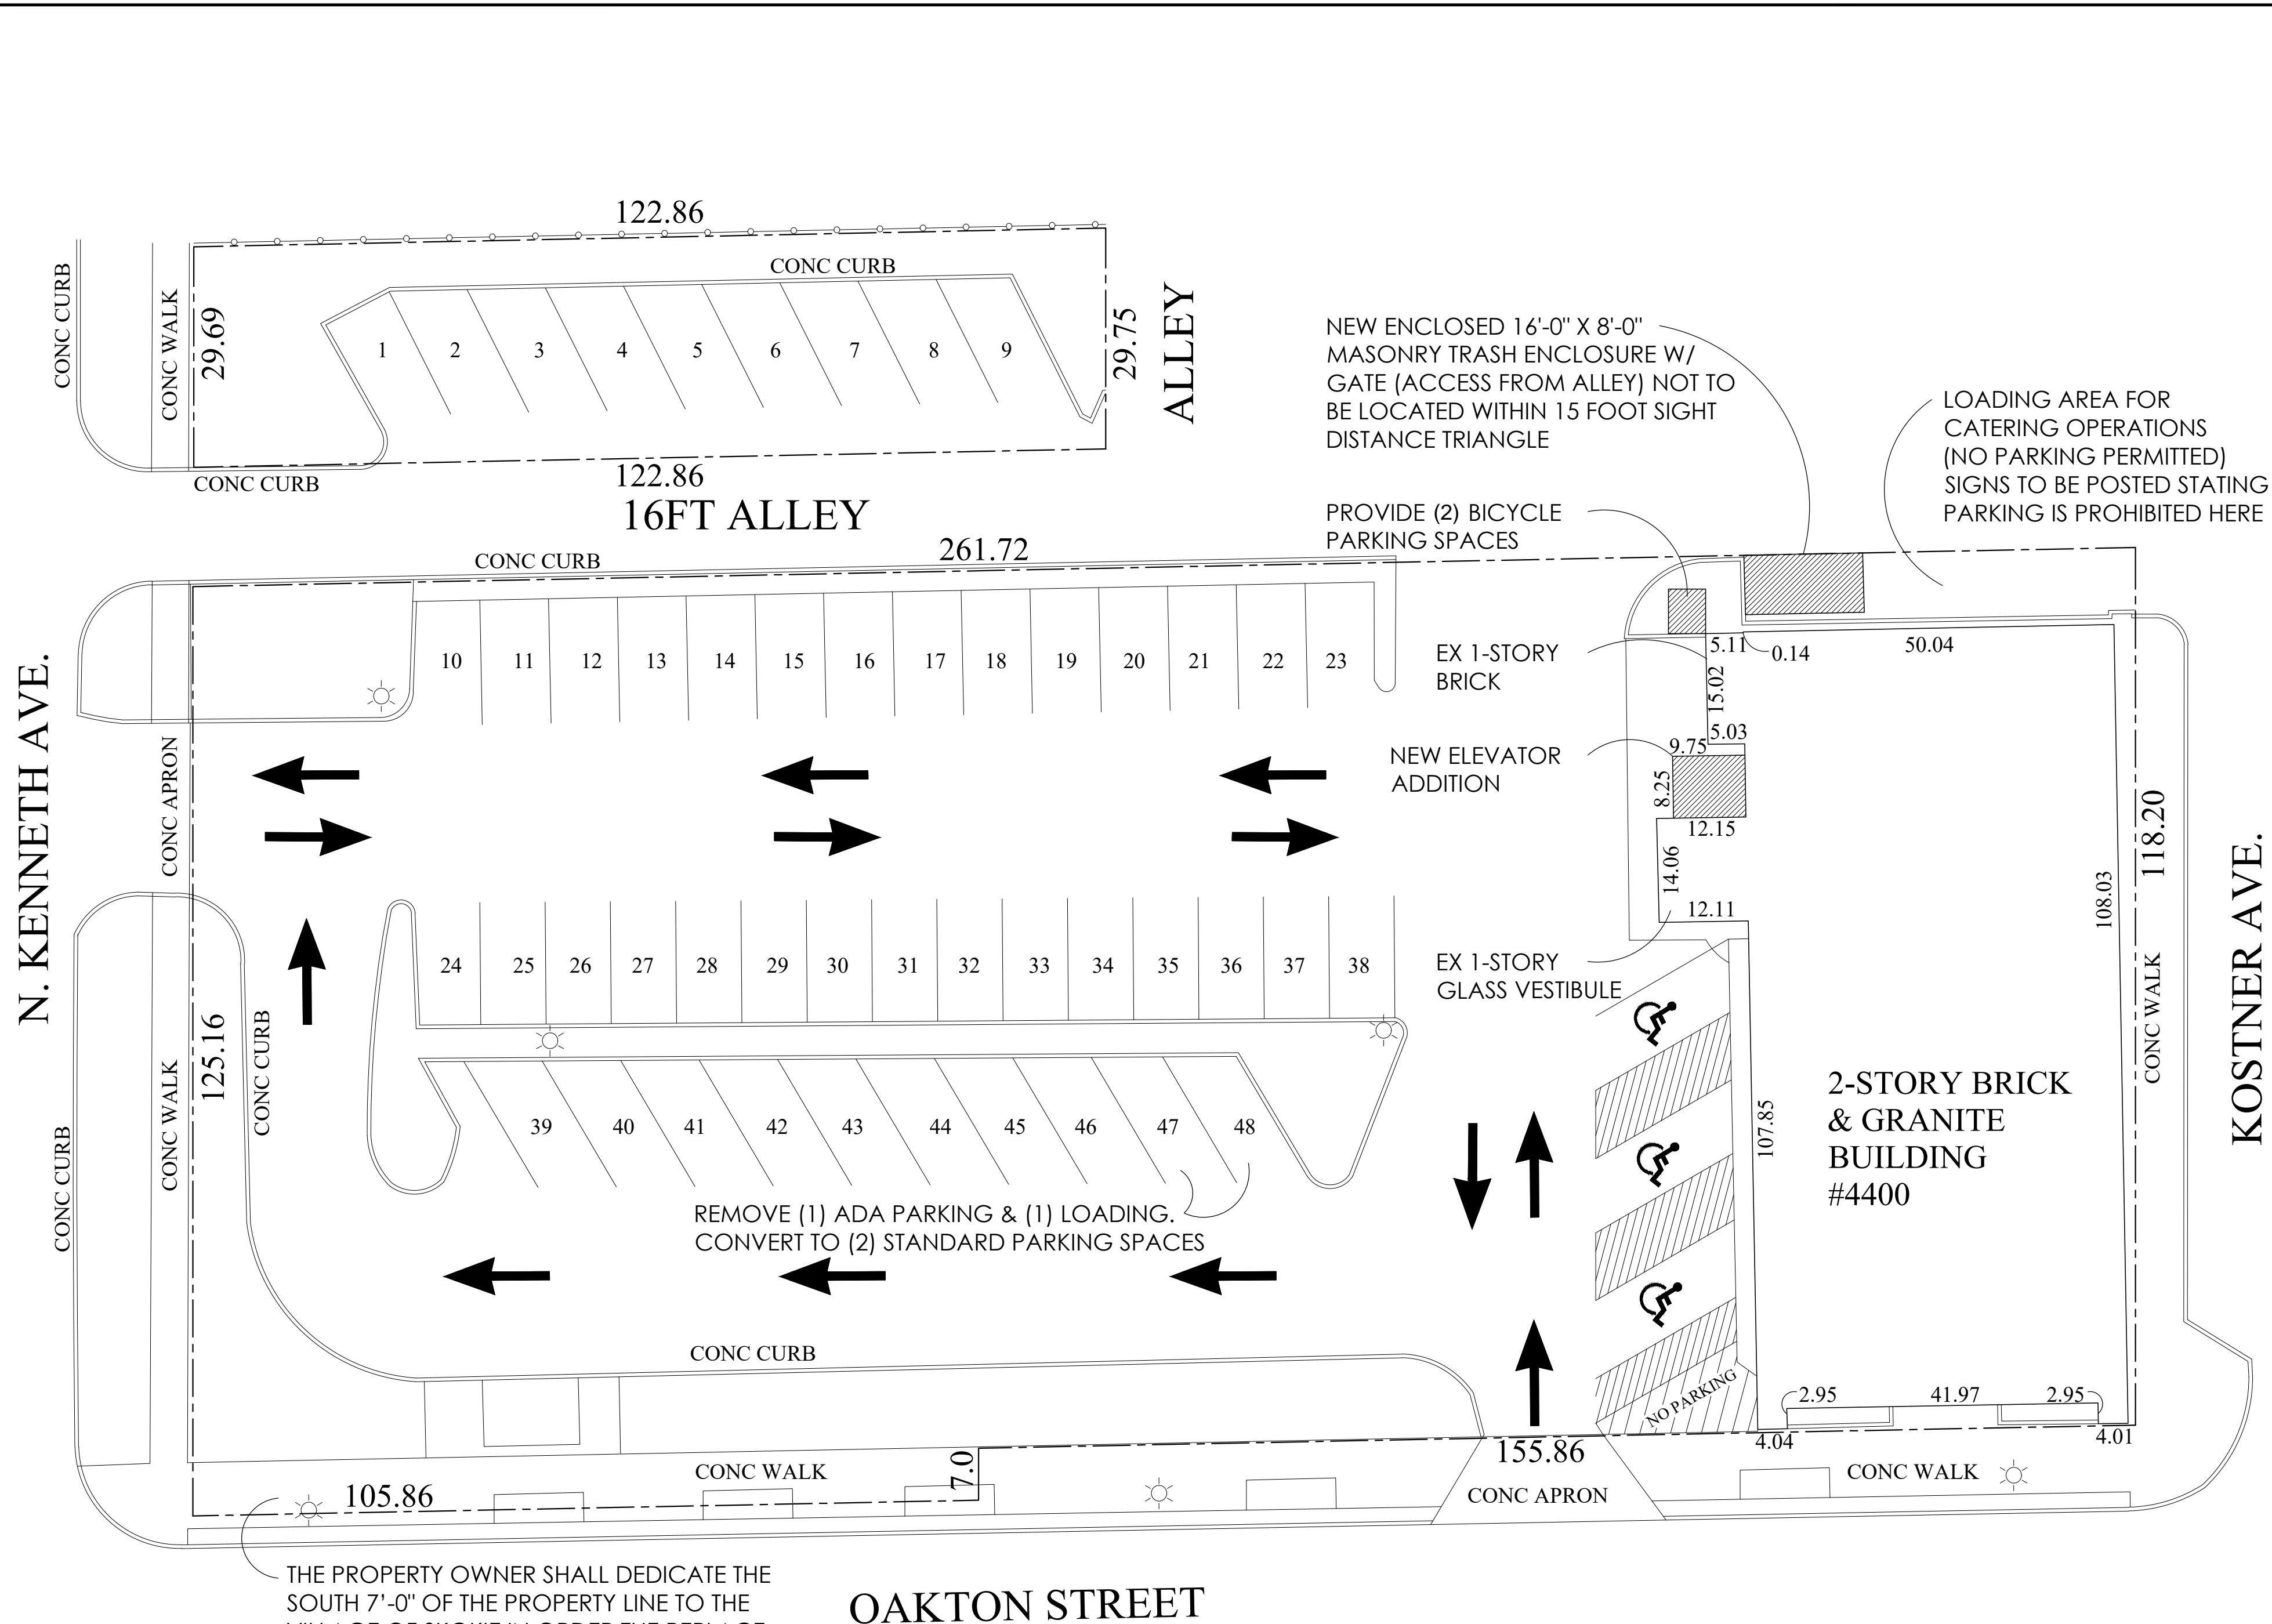 122.86
CONC CURB
CONC CURB
CONC WALK
29.69
1
2
3
4
5
6
7
8
9
29.75
ALLEY
CONC CURB
122.86
16FT ALLEY
NEW ENCLOSED 16'-0" X 8'-0"
MASONRY TRASH ENCLOSURE W/
GATE (ACCESS FROM ALLEY) NOT TO
BE LOCATED WITHIN 15 FOOT SIGHT
DISTANCE TRIANGLE
LOADING AREA FOR
CATERING OPERATIONS
(NO PARKING PERMITTED)
SIGNS TO BE POSTED STATING
PARKING IS PROHIBITED HERE
PROVIDE (2) BICYCLE
PARKING SPACES
CONC CURB
261.72
10
11
12
13
14
15
16
17
18
19
20
21
22
23
EX 1-STORY
BRICK
5.11
0.14
50.04
15.02
5.03
NEW ELEVATOR
ADDITION
9.75
8.25
12.15
14.06
12.11
N. KENNETH AVE.
CONC APRON
118.20
108.03
KOSTNER AVE.
24
25
26
27
28
29
30
31
32
33
34
35
36
37
38
EX 1-STORY
GLASS VESTIBULE
CONC WALK
125.16
CONC CURB
CONC WALK
CONC CURB
39
40
41
42
43
44
45
46
47
48
107.85
2-STORY BRICK
& GRANITE
BUILDING
#4400
REMOVE (1) ADA PARKING & (1) LOADING.
CONVERT TO (2) STANDARD PARKING SPACES
CONC CURB
NO PARKING
2.95
41.97
2.95
4.04
4.01
155.86
7.0
CONC WALK
CONC WALK
105.86
CONC APRON
THE PROPERTY OWNER SHALL DEDICATE THE
SOUTH 7'-0" OF THE PROPERTY LINE TO THE
VILLAGE OF SKOKIE IN ORDER THE REPLACE
OAKTON STREET